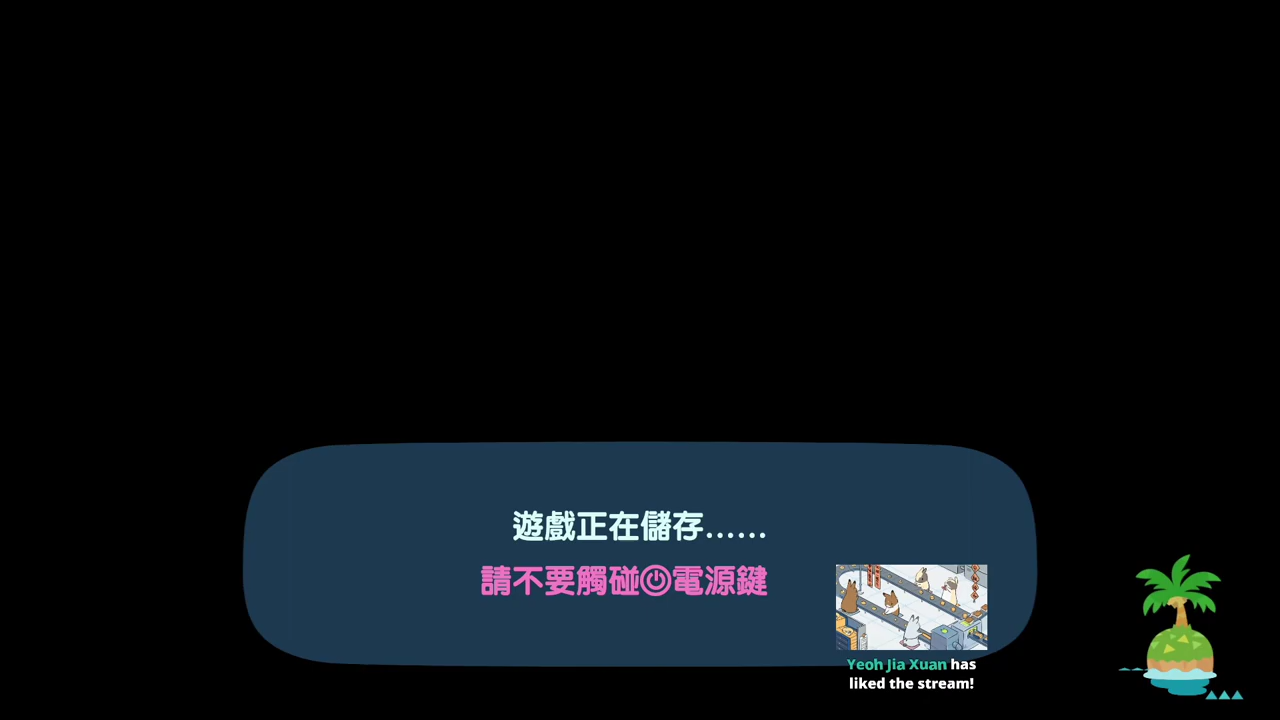 遊戲正在儲存……
請不要觸碰⏻電源鍵
Yeoh Jia Xuan has
liked the stream!